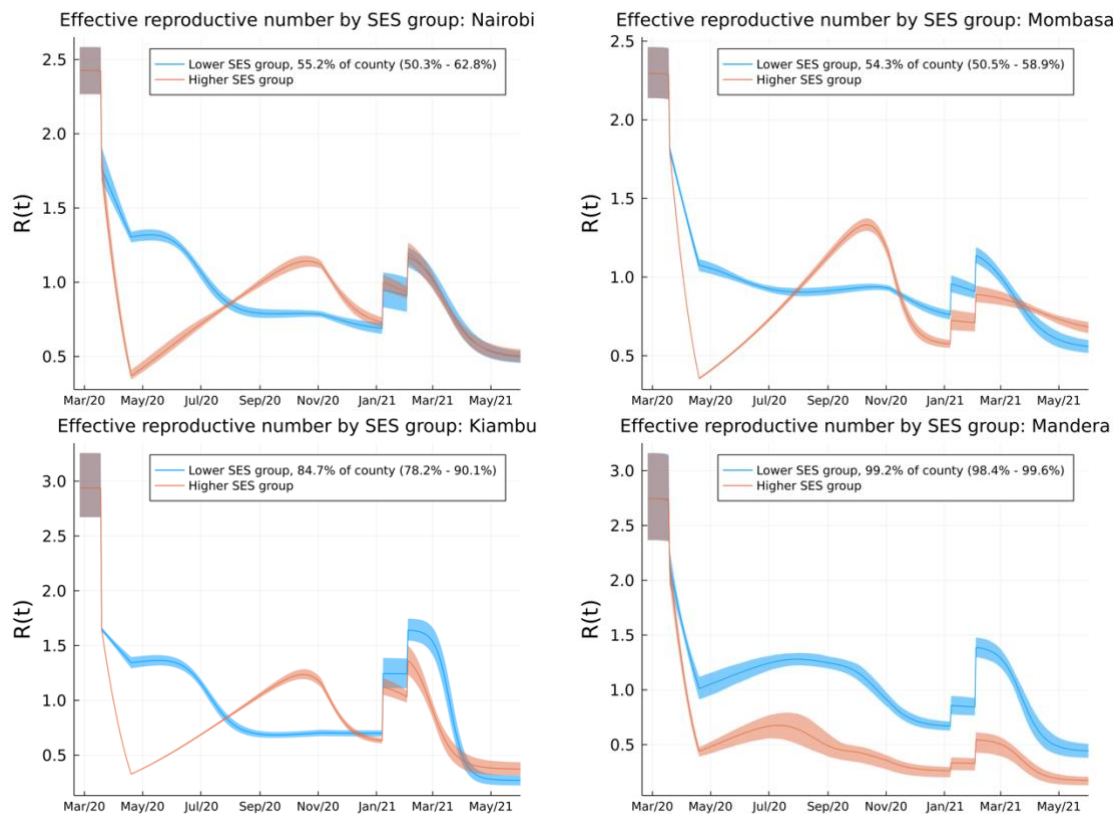 Effective reproductive number by SES group: Nairobi
Lower SES group, 55.2% of county (50.3% - 62.8%)
Higher SES group
R(t)
2.5
2.0
1.5
1.0
0.5
Mar/20 May/20 Jul/20 Sep/20 Nov/20 Jan/21 Mar/21 May/21
Effective reproductive number by SES group: Mombasa
Lower SES group, 54.3% of county (50.5% - 58.9%)
Higher SES group
R(t)
2.5
2.0
1.5
1.0
0.5
Mar/20 May/20 Jul/20 Sep/20 Nov/20 Jan/21 Mar/21 May/21
Effective reproductive number by SES group: Kiambu
Lower SES group, 84.7% of county (78.2% - 90.1%)
Higher SES group
R(t)
3.0
2.5
2.0
1.5
1.0
0.5
Mar/20 May/20 Jul/20 Sep/20 Nov/20 Jan/21 Mar/21 May/21
Effective reproductive number by SES group: Mandera
Lower SES group, 99.2% of county (98.4% - 99.6%)
Higher SES group
R(t)
3.0
2.5
2.0
1.5
1.0
0.5
Mar/20 May/20 Jul/20 Sep/20 Nov/20 Jan/21 Mar/21 May/21